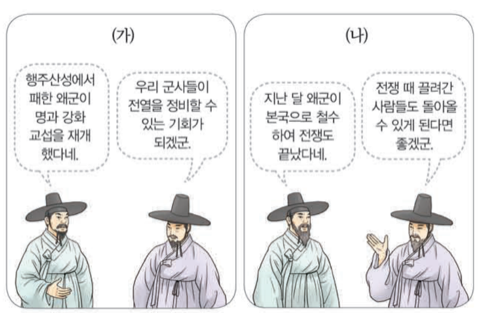 (가)
행주산성에서
패한 왜군이
명과 강화
교섭을 재개
했다네.
우리 군사들이
전열을 정비할 수
있는 기회가
되겠군.
(나)
지난 달 왜군이
본국으로 철수
하여 전쟁도
끝났다네.
전쟁 때 끌려간
사람들도 돌아올
수 있게 된다면
좋겠군.